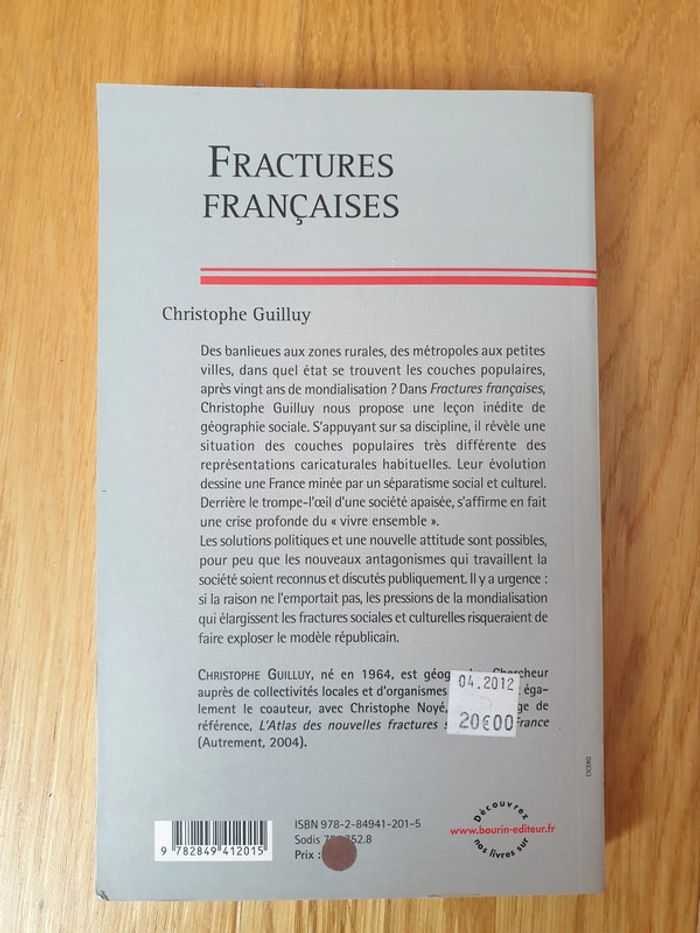 FRACTURES
FRANÇAISES
Christophe Guilluy
Des banlieues aux zones rurales, des métropoles aux petites
villes, dans quel état se trouvent les couches populaires,
après vingt ans de mondialisation ? Dans Fractures françaises,
Christophe Guilluy nous propose une leçon inédite de
géographie sociale. S'appuyant sur sa discipline, il révèle une
situation des couches populaires très différente des
représentations caricaturales habituelles. Leur évolution
dessine une France minée par un séparatisme social et culturel.
Derrière le trompe-l'œil d'une société apaisée, s'affirme en fait
une crise profonde du « vivre ensemble ».
Les solutions politiques et une nouvelle attitude sont possibles,
pour peu que les nouveaux antagonismes qui travaillent la
société soient reconnus et discutés publiquement. Il y a urgence :
si la raison ne l'emportait pas, les pressions de la mondialisation
qui élargissent les fractures sociales et culturelles risqueraient de
faire exploser le modèle républicain.
CHRISTOPHE GUILLUY, né en 1964, est Chercheur
auprès de collectivités locales et d'organismes éga-
lement le coauteur, avec Christophe Noyé, de
référence, L'Atlas des nouvelles fractures France
(Autrement, 2004).
04.2012
20€00
ISBN 978-2-84941-201-5
Sodis 752.8
Prix :
9 782849 412015
Découvrez
www.bourin-editeur.fr
nos livres sur